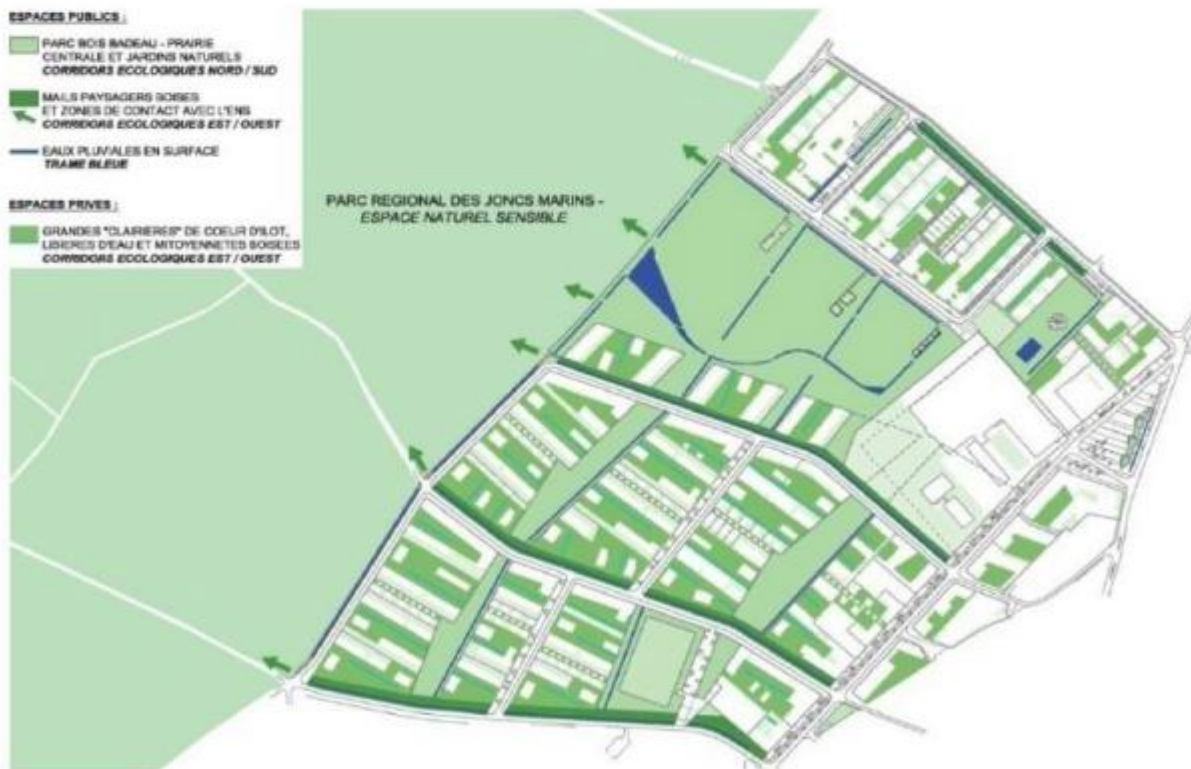 ESPACES PUBLICS :
PARC BOIS BADEAU - PRAIRIE
CENTRALE ET JARDINS NATURELS
CORRIDORS ECOLOGIQUES NORD / SUD
MAILS PAYSAGERS BOISES
ET ZONES DE CONTACT AVEC L'ENS
CORRIDORS ECOLOGIQUES EST / OUEST
EAUX PLUVIALES EN SURFACE
TRAME BLEUE
ESPACES PRIVES :
GRANDES "CLAIRIERES" DE COEUR D'ILOT,
LISIERES D'EAU ET MITOYENNETES BOISEES
CORRIDORS ECOLOGIQUES EST / OUEST
PARC REGIONAL DES JONCS MARINS -
ESPACE NATUREL SENSIBLE